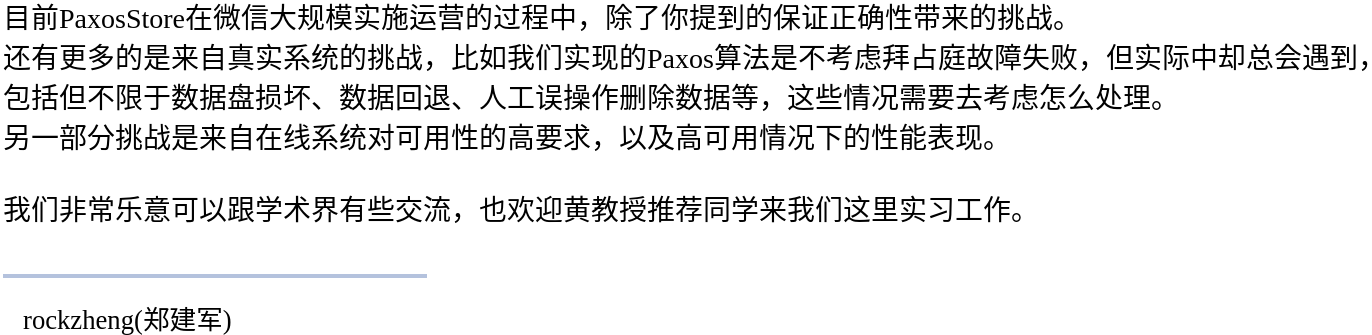 目前PaxosStore在微信大规模实施运营的过程中，除了你提到的保证正确性带来的挑战。
还有更多的是来自真实系统的挑战，比如我们实现的Paxos算法是不考虑拜占庭故障失败，但实际中却总会遇到，
包括但不限于数据盘损坏、数据回退、人工误操作删除数据等，这些情况需要去考虑怎么处理。
另一部分挑战是来自在线系统对可用性的高要求，以及高可用情况下的性能表现。
我们非常乐意可以跟学术界有些交流，也欢迎黄教授推荐同学来我们这里实习工作。
rockzheng(郑建军)